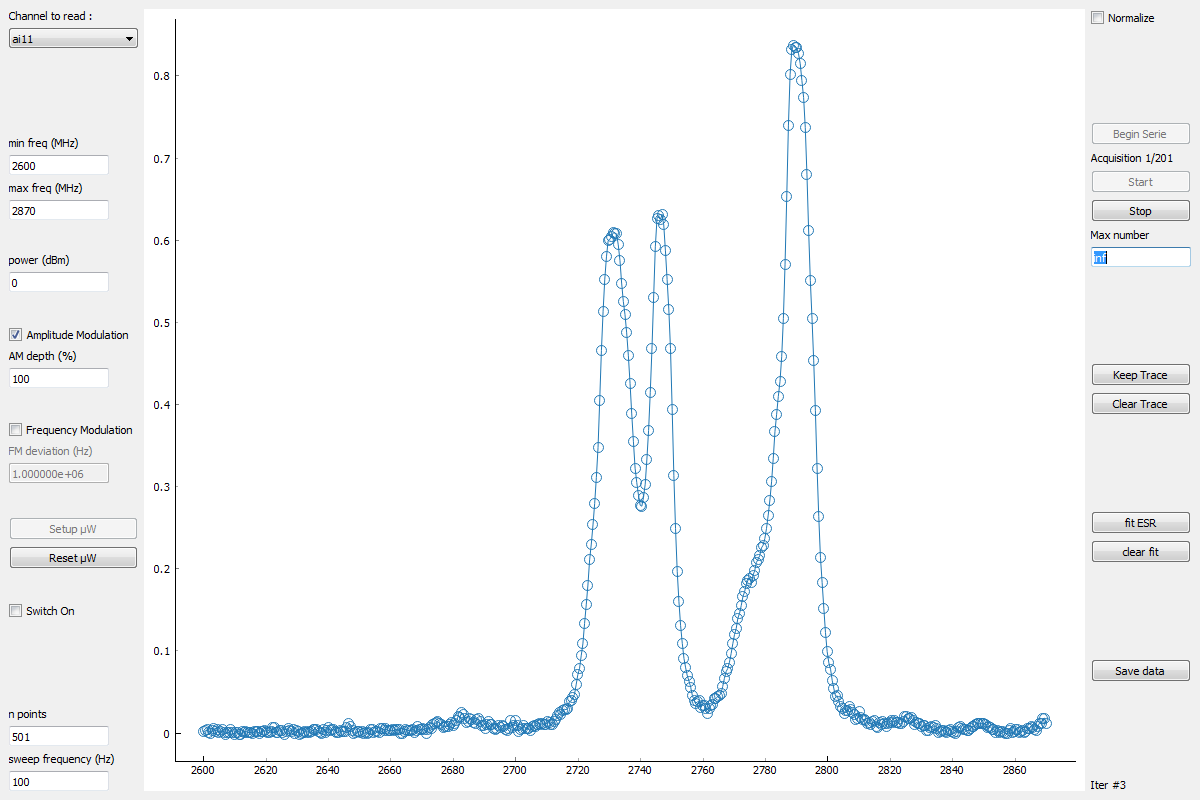 Channel to read :
ai11
min freq (MHz)
2600
max freq (MHz)
2870
power (dBm)
0
Amplitude Modulation
AM depth (%)
100
Frequency Modulation
FM deviation (Hz)
1.000000e+06
Setup µW
Reset µW
Switch On
n points
501
sweep frequency (Hz)
100
0.8
0.7
0.6
0.5
0.4
0.3
0.2
0.1
0
2600 2620 2640 2660 2680 2700 2720 2740 2760 2780 2800 2820 2840 2860
Normalize
Begin Serie
Acquisition 1/201
Start
Stop
Max number
inf
Keep Trace
Clear Trace
fit ESR
clear fit
Save data
Iter #3